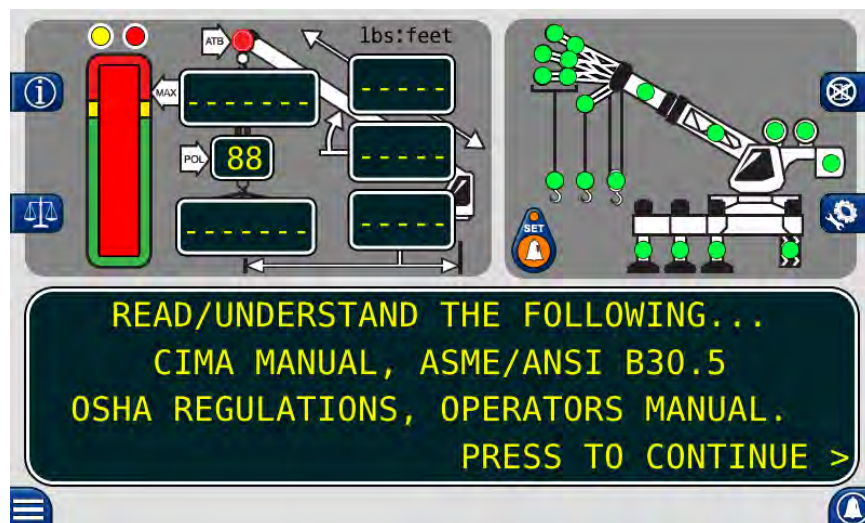 ATB
lbs:feet
MAX
-------
-----
POL
88
-----
-------
-----
SET
READ/UNDERSTAND THE FOLLOWING...
CIMA MANUAL, ASME/ANSI B30.5
OSHA REGULATIONS, OPERATORS MANUAL.
PRESS TO CONTINUE >